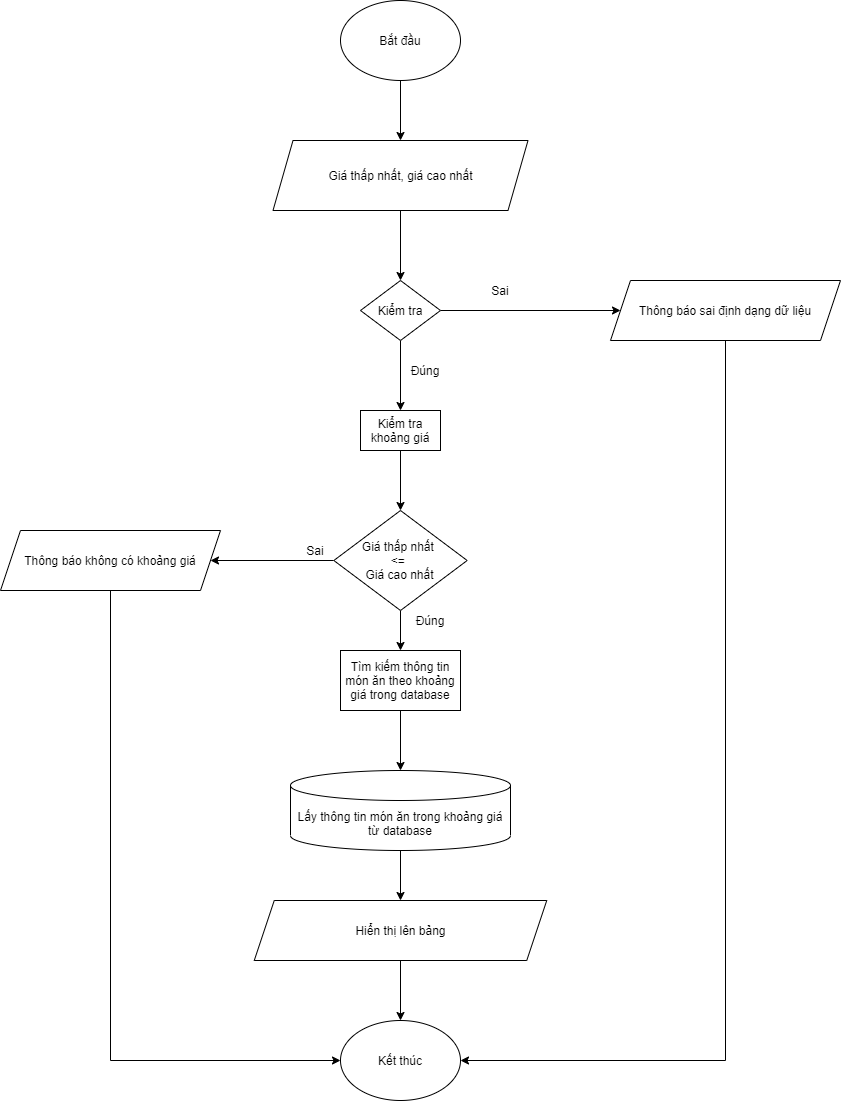 Bắt đầu
Giá thấp nhất, giá cao nhất
Kiểm tra
Sai
Thông báo sai định dạng dữ liệu
Đúng
Kiểm tra
khoảng giá
Giá thấp nhất
<=
Giá cao nhất
Sai
Thông báo không có khoảng giá
Đúng
Tìm kiếm thông tin
món ăn theo khoảng
giá trong database
Lấy thông tin món ăn trong khoảng giá
từ database
Hiển thị lên bảng
Kết thúc